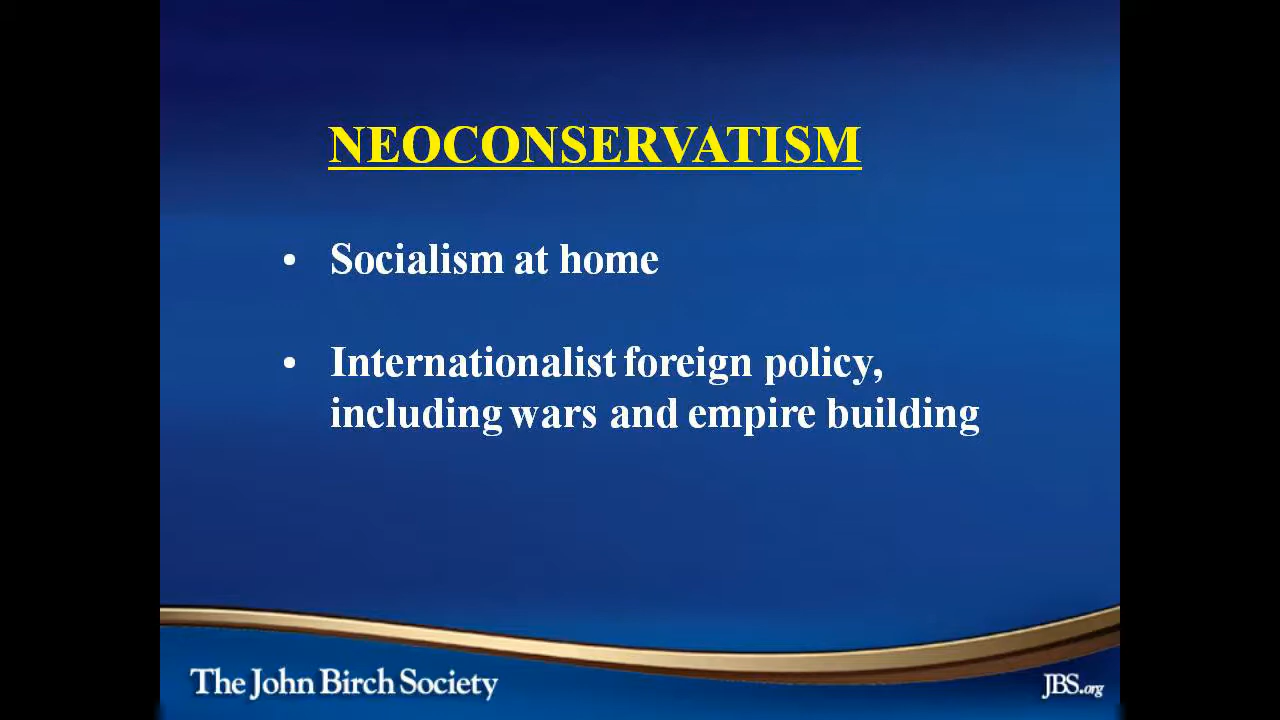 NEOCONSERVATISM
• Socialism at home
• Internationalist foreign policy,
including wars and empire building
The John Birch Society
JBS.org